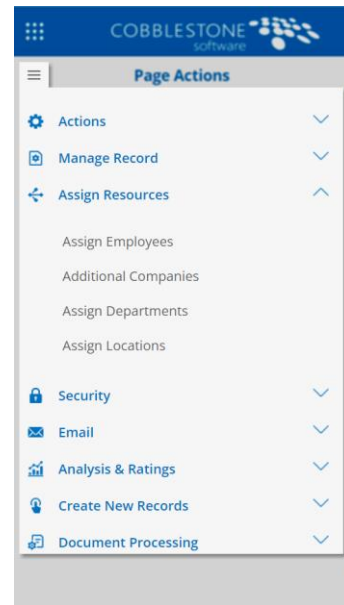 COBBLESTONE
software
Page Actions
Actions
Manage Record
Assign Resources
Assign Employees
Additional Companies
Assign Departments
Assign Locations
Security
Email
Analysis & Ratings
Create New Records
Document Processing